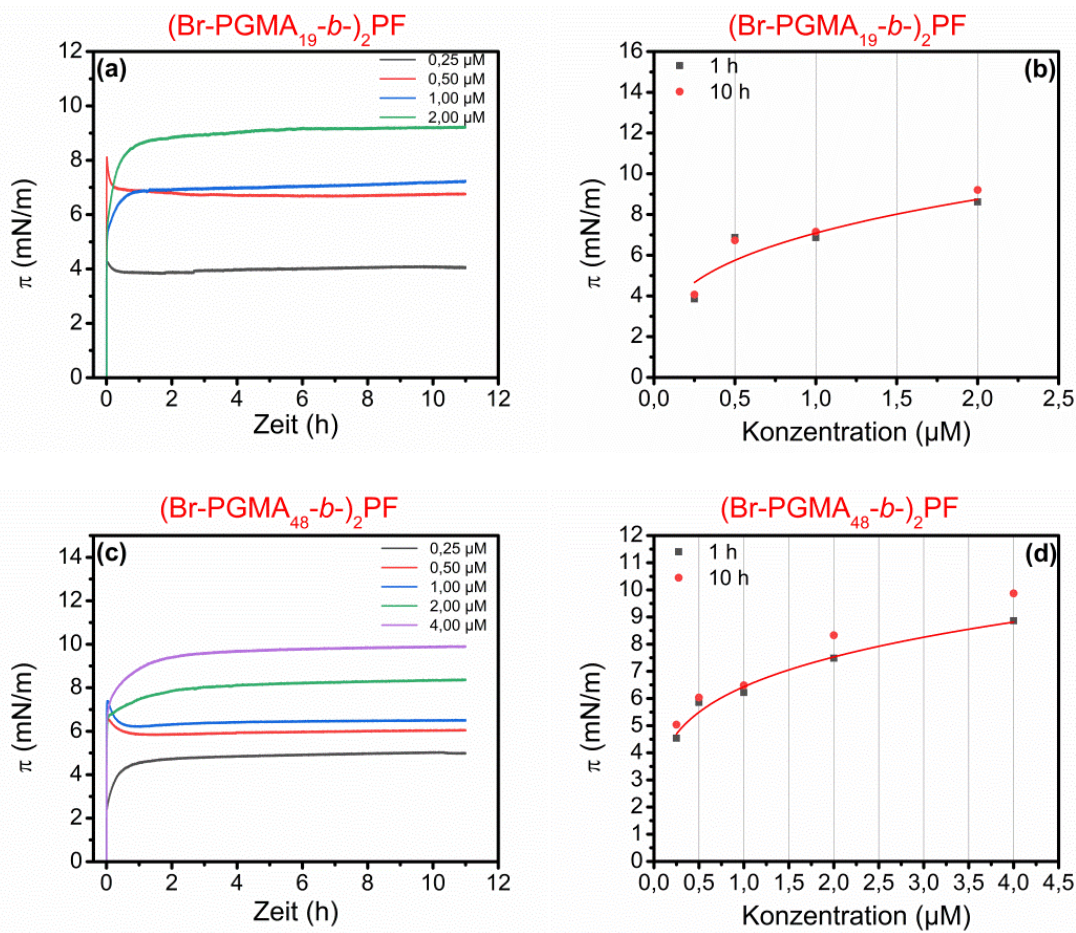 (Br-PGMA19-b-)2PF
(a)
0,25 µM
0,50 µM
1,00 µM
2,00 µM
12
10
8
6
4
2
0
π (mN/m)
0 2 4 6 8 10 12
Zeit (h)
(Br-PGMA19-b-)2PF
(b)
1 h
10 h
16
14
12
10
8
6
4
2
0
π (mN/m)
0,0 0,5 1,0 1,5 2,0 2,5
Konzentration (µM)
(Br-PGMA48-b-)2PF
(c)
0,25 µM
0,50 µM
1,00 µM
2,00 µM
4,00 µM
14
12
10
8
6
4
2
0
π (mN/m)
0 2 4 6 8 10 12
Zeit (h)
(Br-PGMA48-b-)2PF
(d)
1 h
10 h
12
11
10
9
8
7
6
5
4
3
2
1
0
π (mN/m)
0,0 0,5 1,0 1,5 2,0 2,5 3,0 3,5 4,0 4,5
Konzentration (µM)